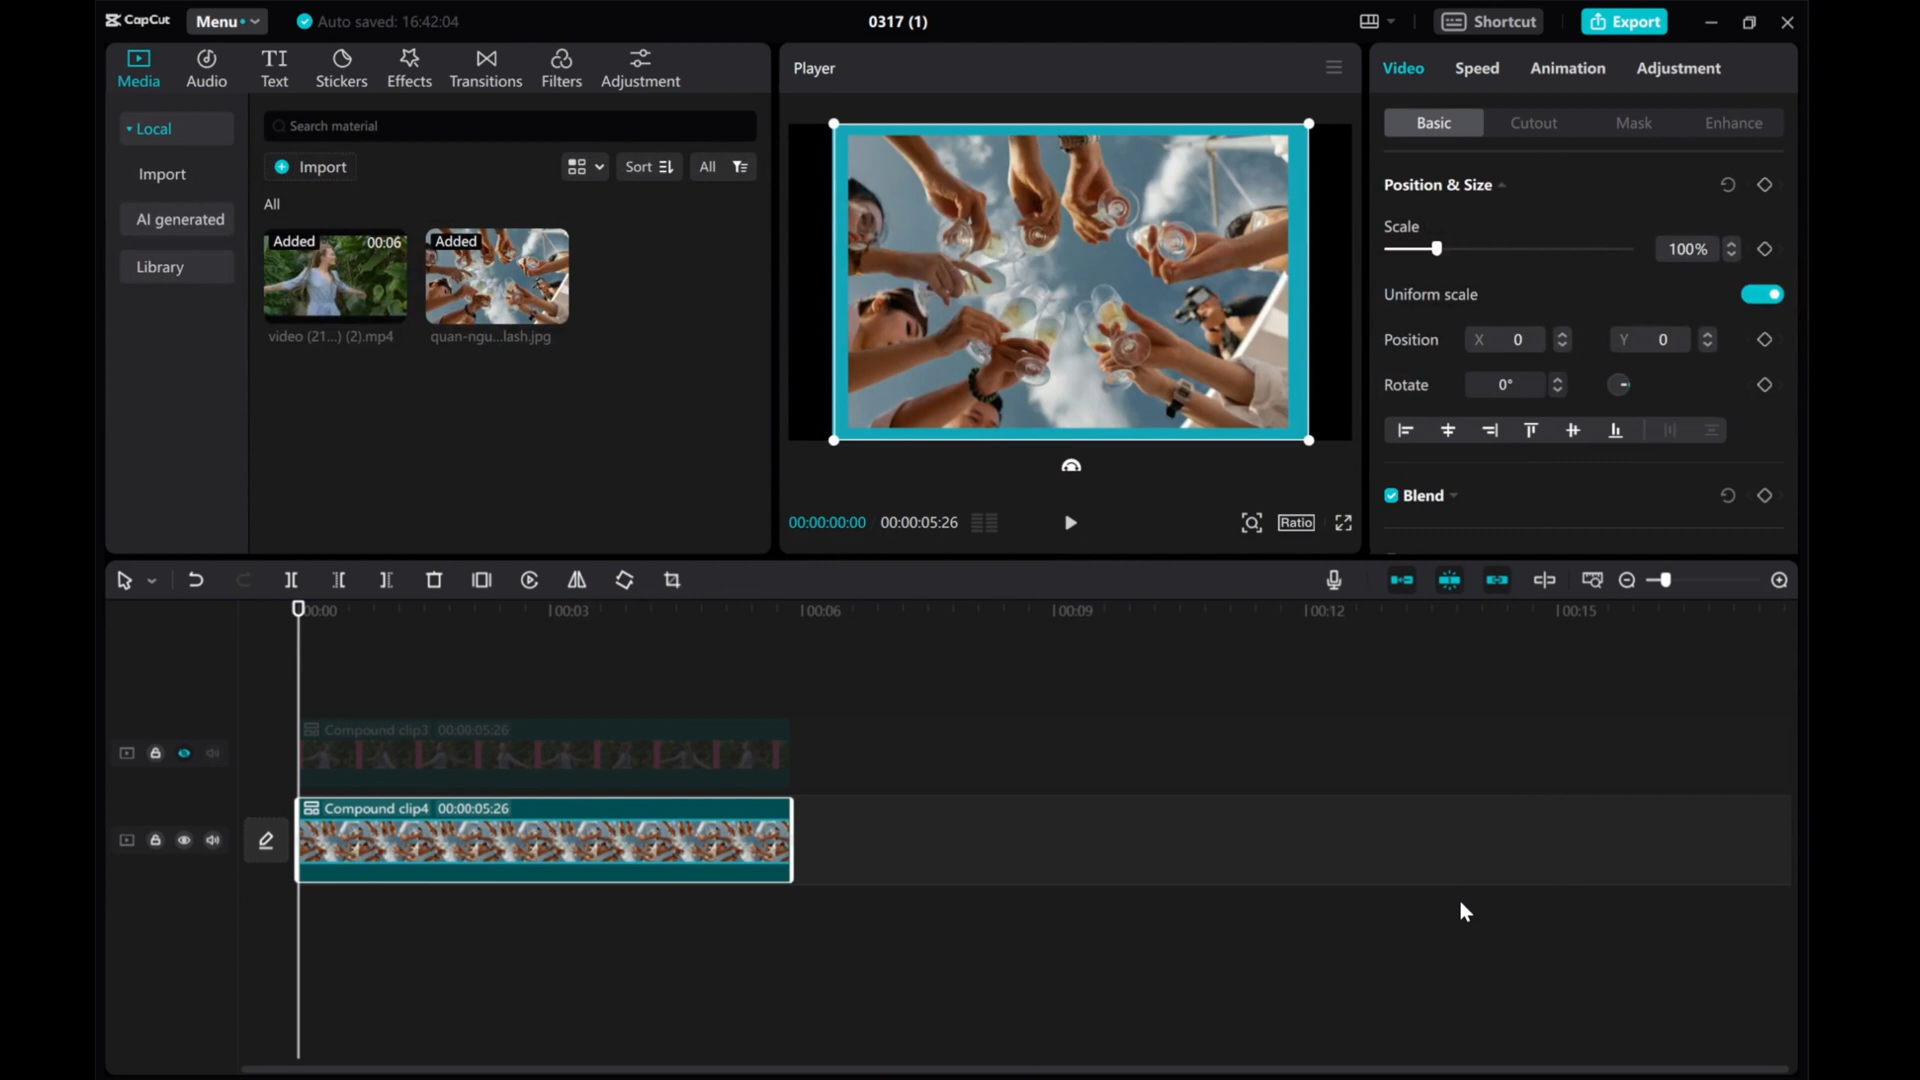 CapCut
Menu
Auto saved: 16:42:04
0317 (1)
Shortcut
Export
Media
Audio
Text
Stickers
Effects
Transitions
Filters
Adjustment
Local
Import
AI generated
Library
Search material
Import
Sort
All
All
Added
00:06
video (21...) (2).mp4
Added
quan-ngu...lash.jpg
Player
00:00:00:00
00:00:05:26
Ratio
Video
Speed
Animation
Adjustment
Basic
Cutout
Mask
Enhance
Position & Size
Scale
100%
Uniform scale
Position
X 0
Y 0
Rotate
0°
Blend
00:00
00:03
00:06
00:09
00:12
00:15
Compound clip3 00:00:05:26
Compound clip4 00:00:05:26